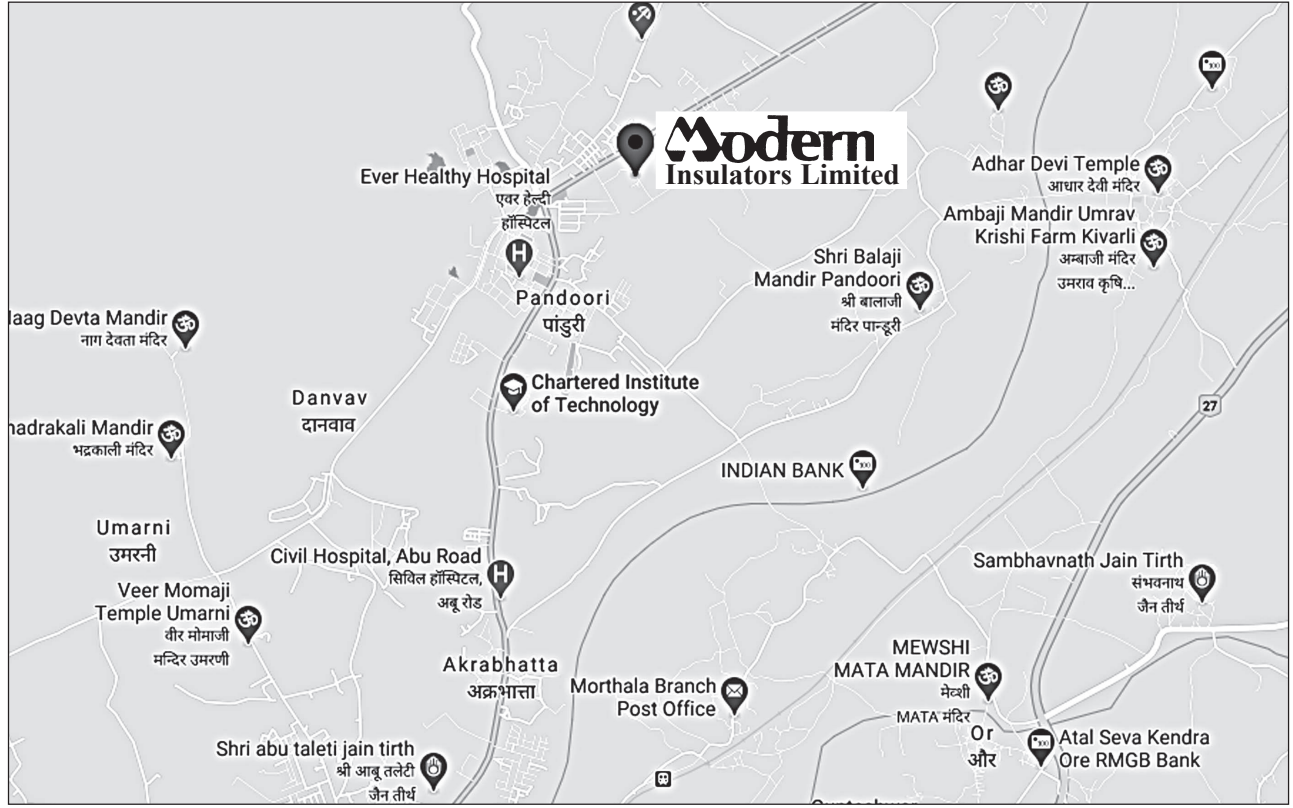 Modern
Insulators Limited
Ever Healthy Hospital
एवर हेल्दी
हॉस्पिटल
H
Adhar Devi Temple
आधार देवी मंदिर
Ambaji Mandir Umrav
Krishi Farm Kivarli
अम्बाजी मंदिर
उमराव कृषि...
Shri Balaji
Mandir Pandoori
श्री बालाजी
मंदिर पान्डूरी
Pandoori
पांडुरी
laag Devta Mandir
नाग देवता मंदिर
Chartered Institute
of Technology
Danvav
दानवाव
27
hadrakali Mandir
भद्रकाली मंदिर
INDIAN BANK
Umarni
उमरनी
Civil Hospital, Abu Road
सिविल हॉस्पिटल,
अबू रोड
H
Sambhavnath Jain Tirth
संभवनाथ
जैन तीर्थ
Veer Momaji
Temple Umarni
वीर मोमाजी
मन्दिर उमरणी
MEWSHI
MATA MANDIR
मेव्शी
MATA मंदिर
Akrabhatta
अक्रभात्ता
Morthala Branch
Post Office
Or
और
Atal Seva Kendra
Ore RMGB Bank
Shri abu taleti jain tirth
श्री आबू तलेटी
जैन तीर्थ